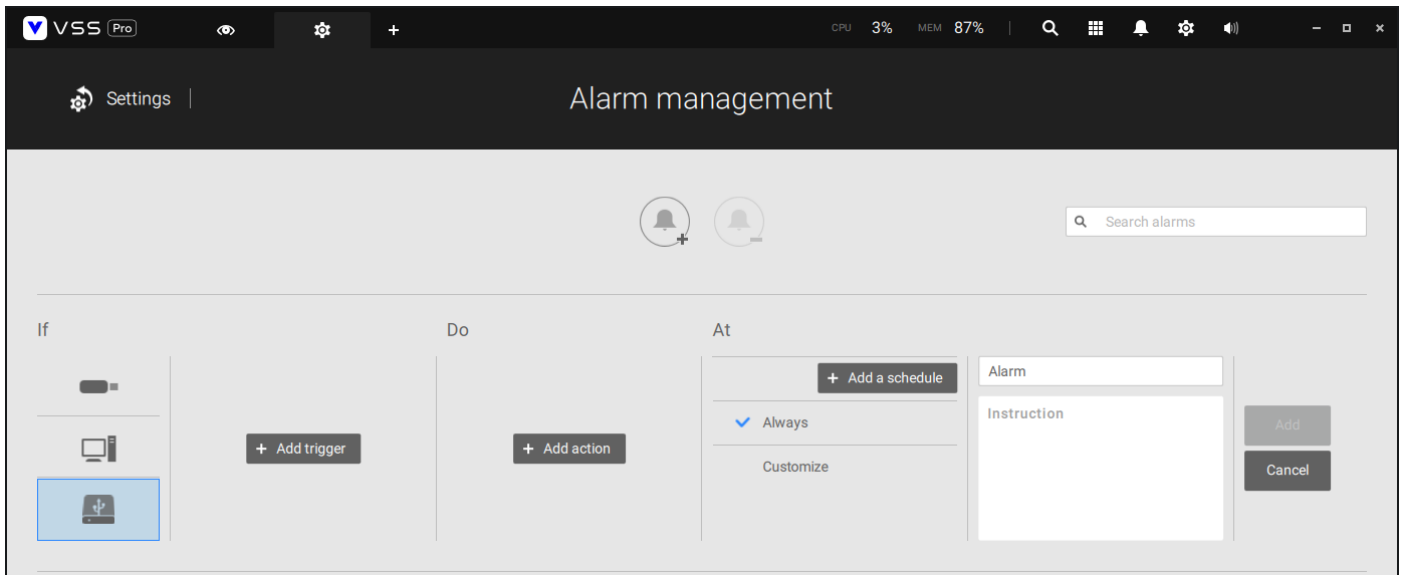 VSS Pro CPU 3% MEM 87%
Settings Alarm management
Search alarms
If Do At
+ Add a schedule Alarm
Always Instruction
Add
+ Add trigger + Add action
Customize Cancel